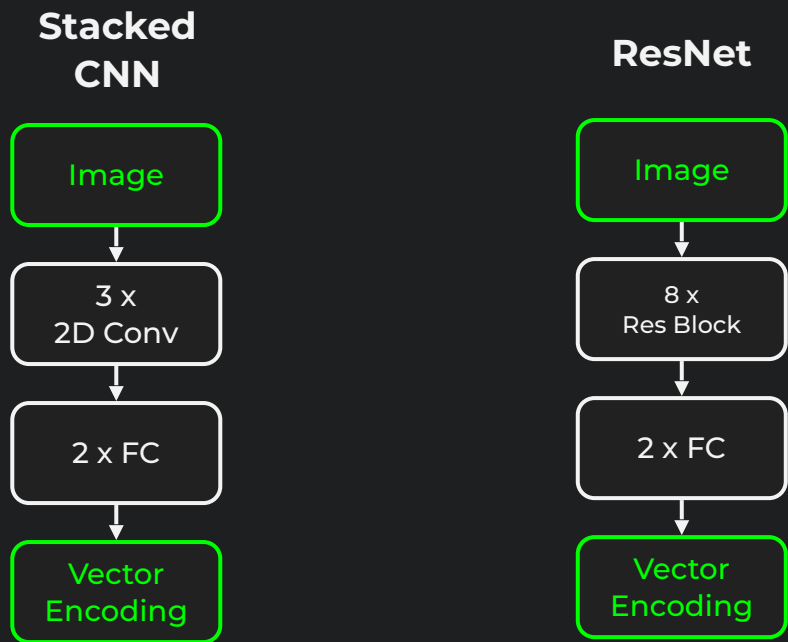 Stacked
CNN
Image
3 x
2D Conv
2 x FC
Vector
Encoding
ResNet
Image
8 x
Res Block
2 x FC
Vector
Encoding